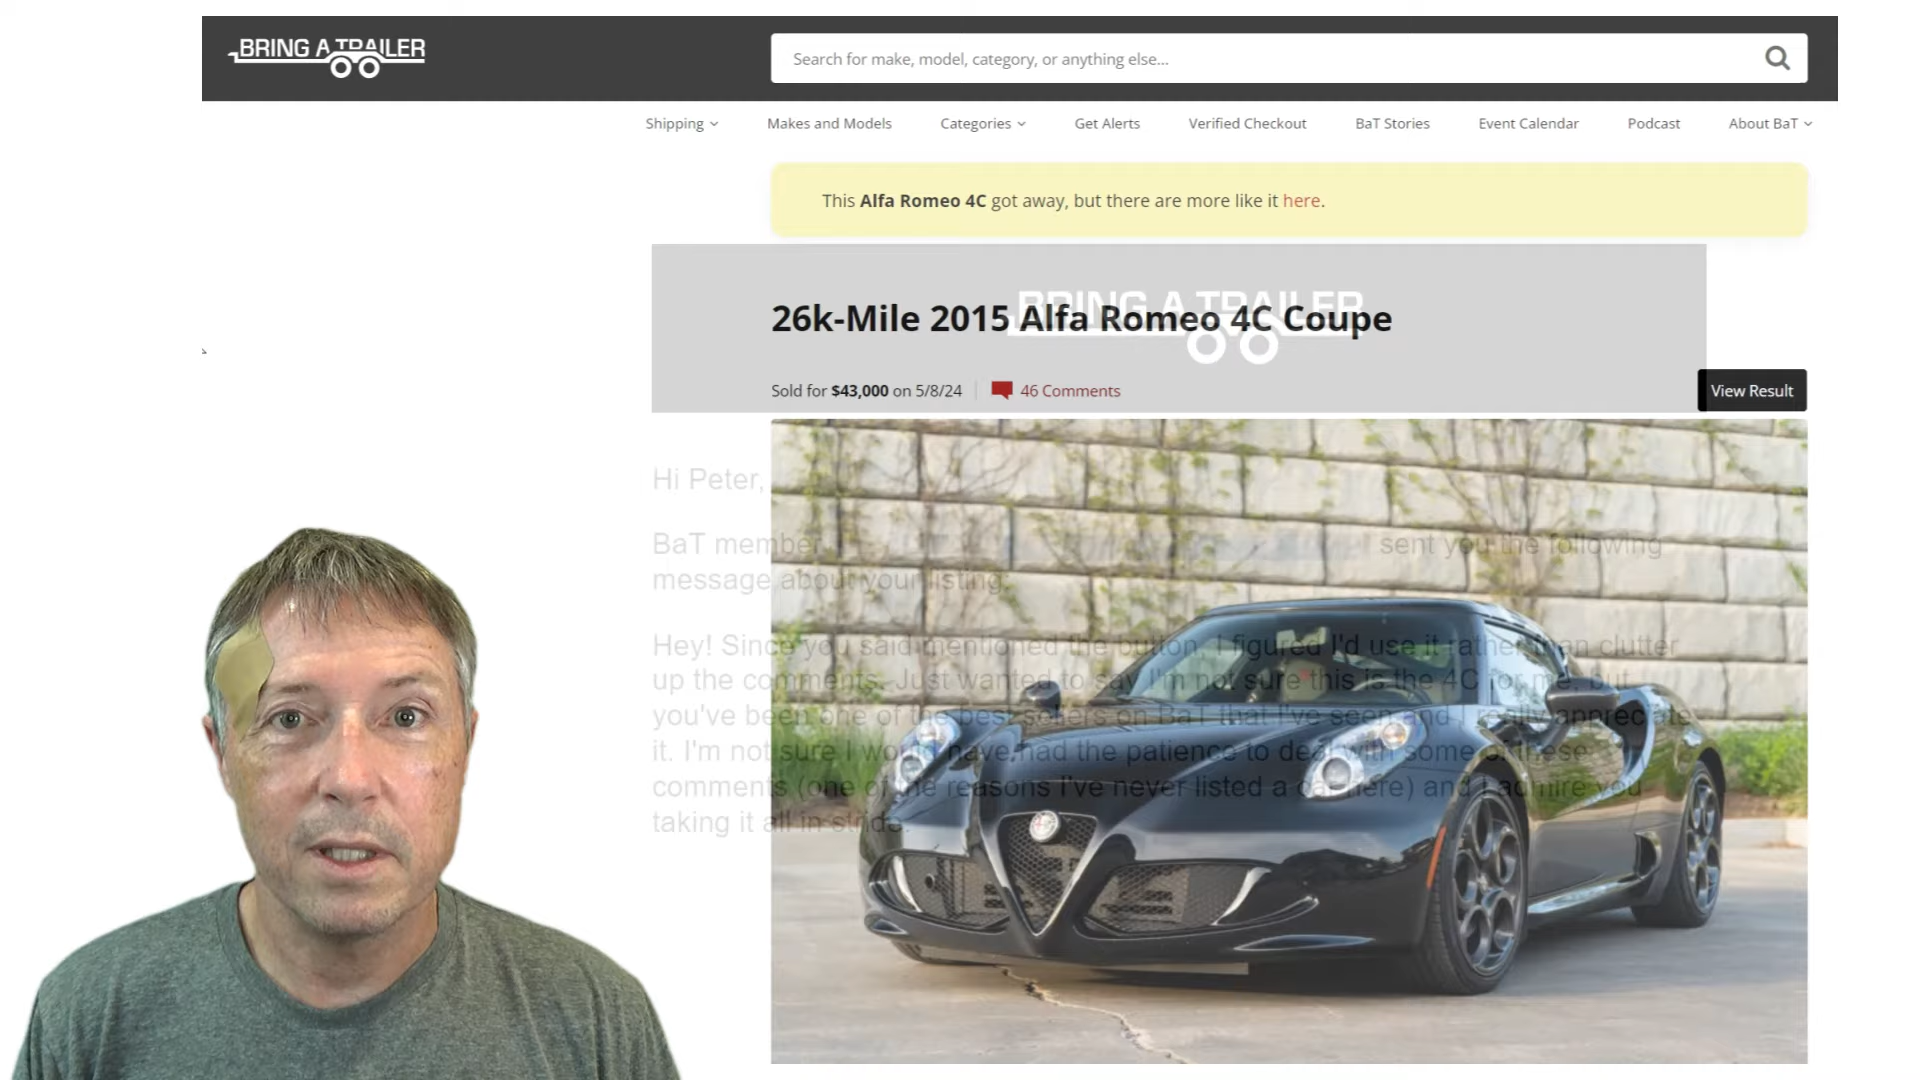 BRING A TRAILER
Search for make, model, category, or anything else...
Shipping Makes and Models Categories Get Alerts Verified Checkout BaT Stories Event Calendar Podcast About BaT
This Alfa Romeo 4C got away, but there are more like it here.
BRING A TRAILER
26k-Mile 2015 Alfa Romeo 4C Coupe
Sold for $43,000 on 5/8/24 46 Comments
View Result
Hi Peter,
BaT member sent you the following
message about your listing:
Hey! Since you said mentioned the button, I figured I'd use it rather than clutter
up the comments. Just wanted to say I'm not sure this is the 4C for me, but
you've been one of the best sellers on BaT that I've seen and I really appreciate
it. I'm not sure I would have had the patience to deal with some of these
comments (one of the reasons I've never listed a car here) and I admire you
taking it all in stride.